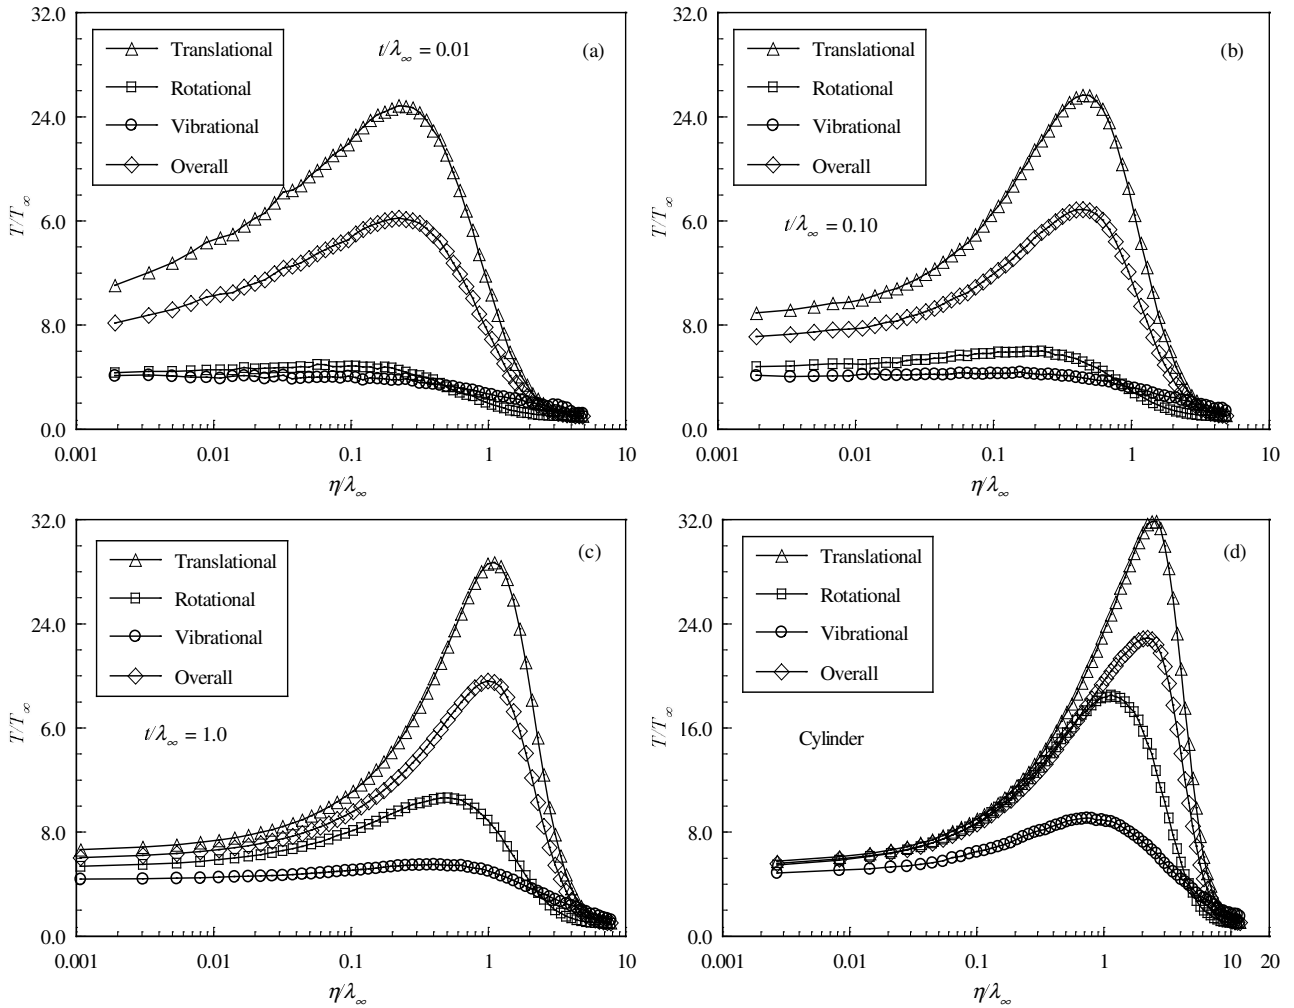 32.0
24.0
6.0
8.0
0.0
T/T∞
Translational
Rotational
Vibrational
Overall
t/λ∞ = 0.01
(a)
0.001
0.01
0.1
1
10
η/λ∞
32.0
24.0
6.0
8.0
0.0
T/T∞
Translational
Rotational
Vibrational
Overall
t/λ∞ = 0.10
(b)
0.001
0.01
0.1
1
10
η/λ∞
32.0
24.0
6.0
8.0
0.0
T/T∞
Translational
Rotational
Vibrational
Overall
t/λ∞ = 1.0
(c)
0.001
0.01
0.1
1
10
η/λ∞
32.0
24.0
16.0
8.0
0.0
T/T∞
Translational
Rotational
Vibrational
Overall
Cylinder
(d)
0.001
0.01
0.1
1
10
20
η/λ∞